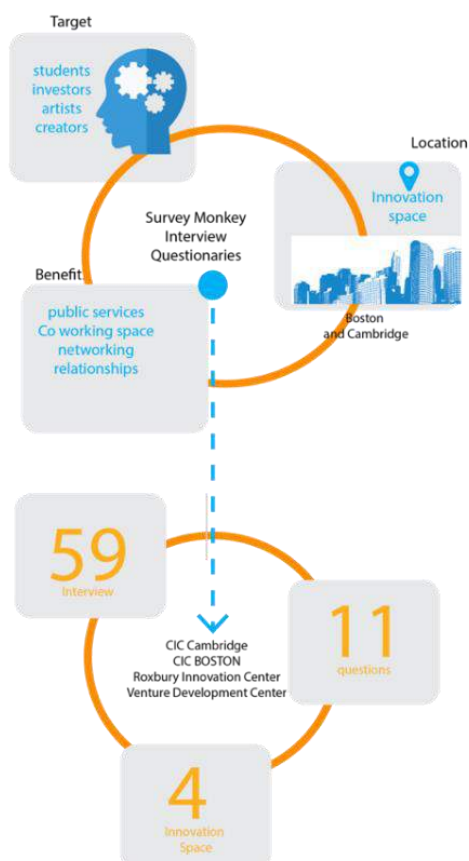 Target
students
investors
artists
creators
Location
Innovation
space
Survey Monkey
Interview
Questionaries
Benefit
public services
Co working space
networking
relationships
Boston
and Cambridge
59
Interview
11
questions
CIC Cambridge
CIC BOSTON
Roxbury Innovation Center
Venture Development Center
4
Innovation
Space